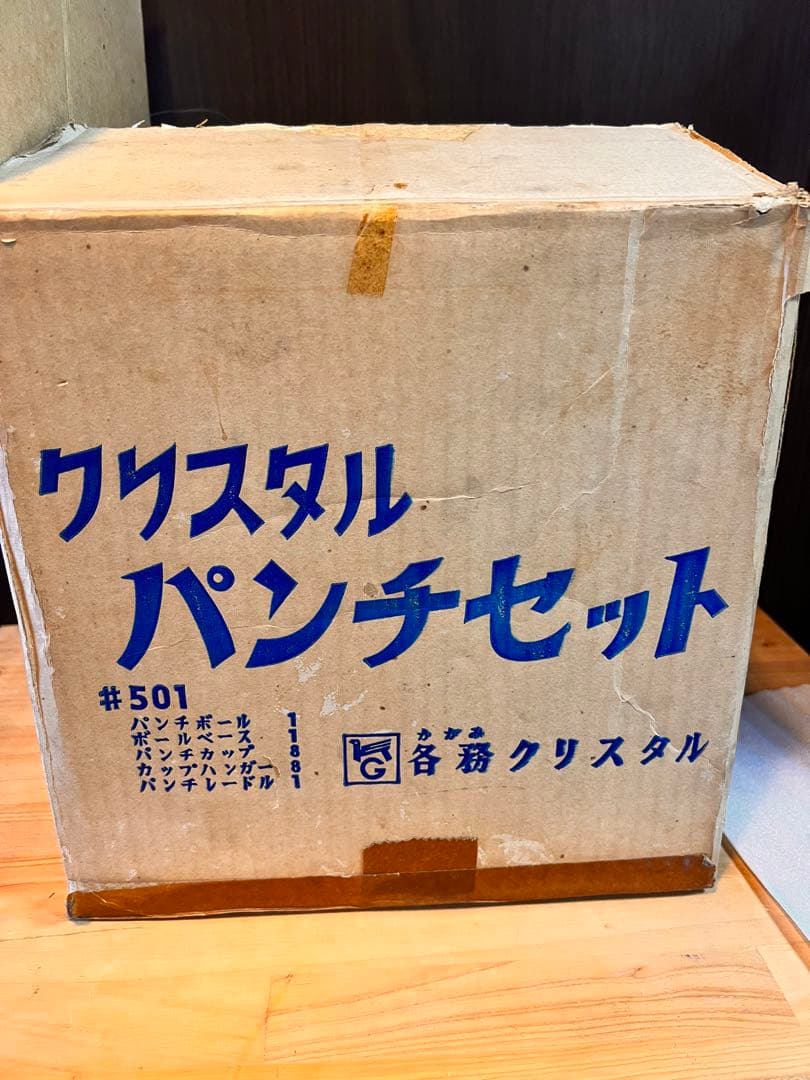 クリスタル
パンチセット
#501
パンチボール 1
ボールベース 1
パンチカップ 8
カップハンガー 8
パンチレードル 1
かがみ
各務クリスタル
KG